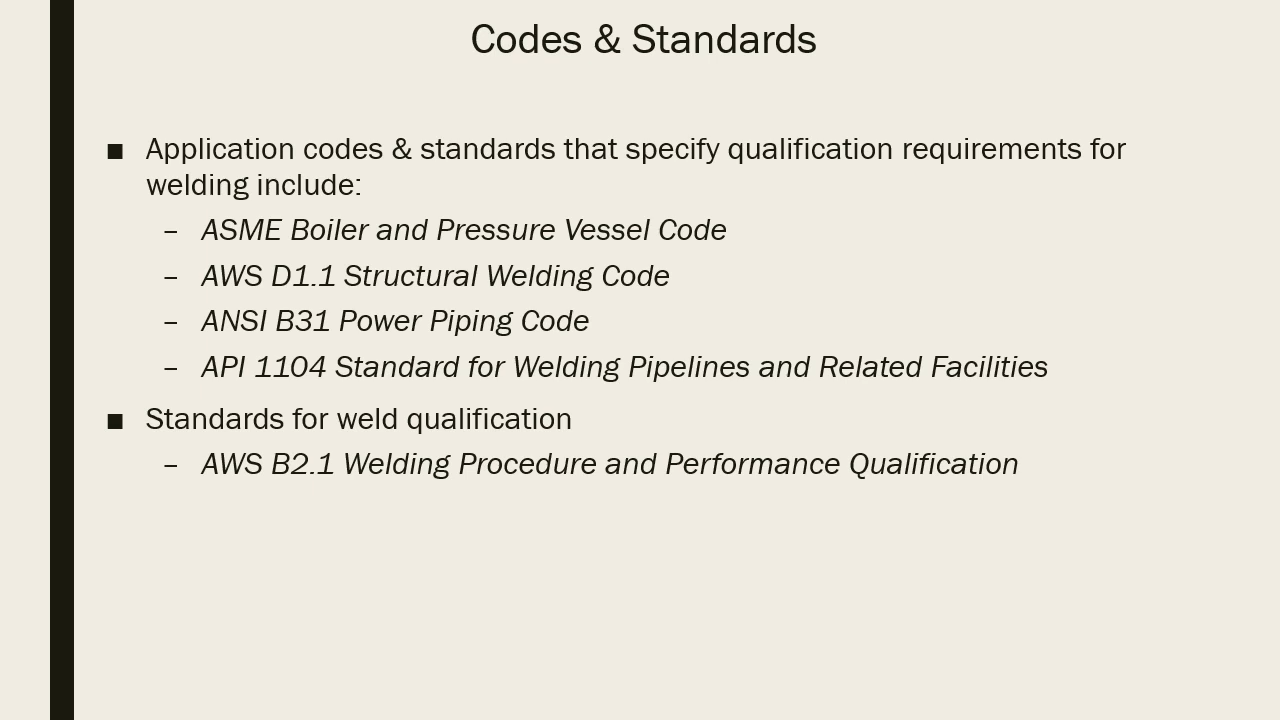 Codes & Standards
■ Application codes & standards that specify qualification requirements for
welding include:
– ASME Boiler and Pressure Vessel Code
– AWS D1.1 Structural Welding Code
– ANSI B31 Power Piping Code
– API 1104 Standard for Welding Pipelines and Related Facilities
■ Standards for weld qualification
– AWS B2.1 Welding Procedure and Performance Qualification